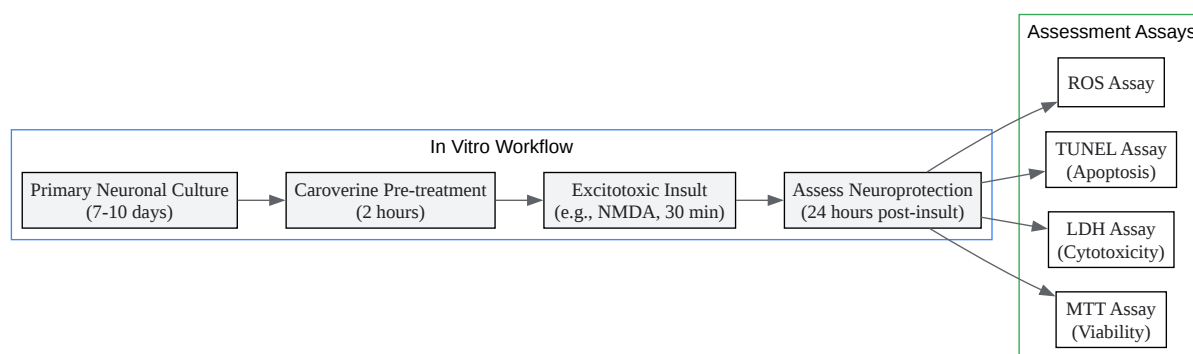 In Vitro Workflow
Primary Neuronal Culture
(7-10 days)
Caroverine Pre-treatment
(2 hours)
Excitotoxic Insult
(e.g., NMDA, 30 min)
Assess Neuroprotection
(24 hours post-insult)
Assessment Assays
ROS Assay
TUNEL Assay
(Apoptosis)
LDH Assay
(Cytotoxicity)
MTT Assay
(Viability)